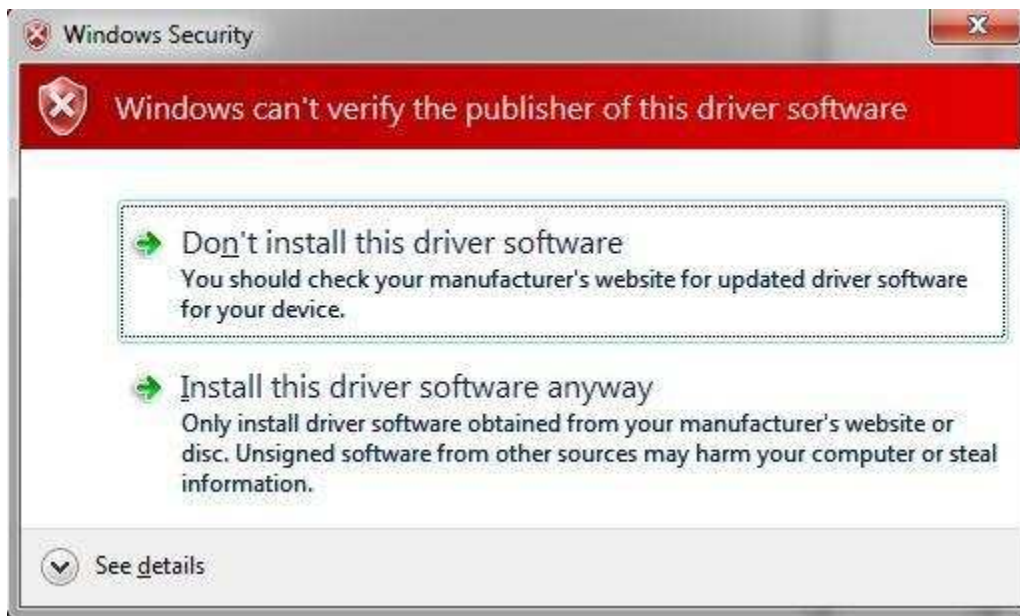 Windows Security
Windows can't verify the publisher of this driver software
Don't install this driver software
You should check your manufacturer's website for updated driver software
for your device.
Install this driver software anyway
Only install driver software obtained from your manufacturer's website or
disc. Unsigned software from other sources may harm your computer or steal
information.
See details